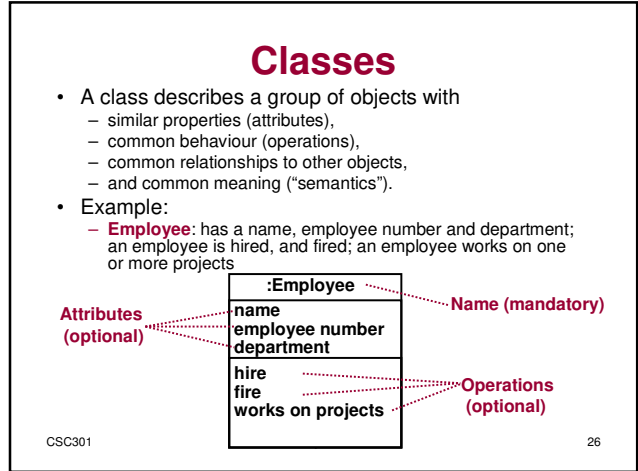 Classes
• A class describes a group of objects with
– similar properties (attributes),
– common behaviour (operations),
– common relationships to other objects,
– and common meaning (“semantics”).
• Example:
– Employee: has a name, employee number and department;
an employee is hired, and fired; an employee works on one
or more projects
:Employee
Name (mandatory)
Attributes
(optional)
name
employee number
department
hire
fire
works on projects
Operations
(optional)
CSC301
26